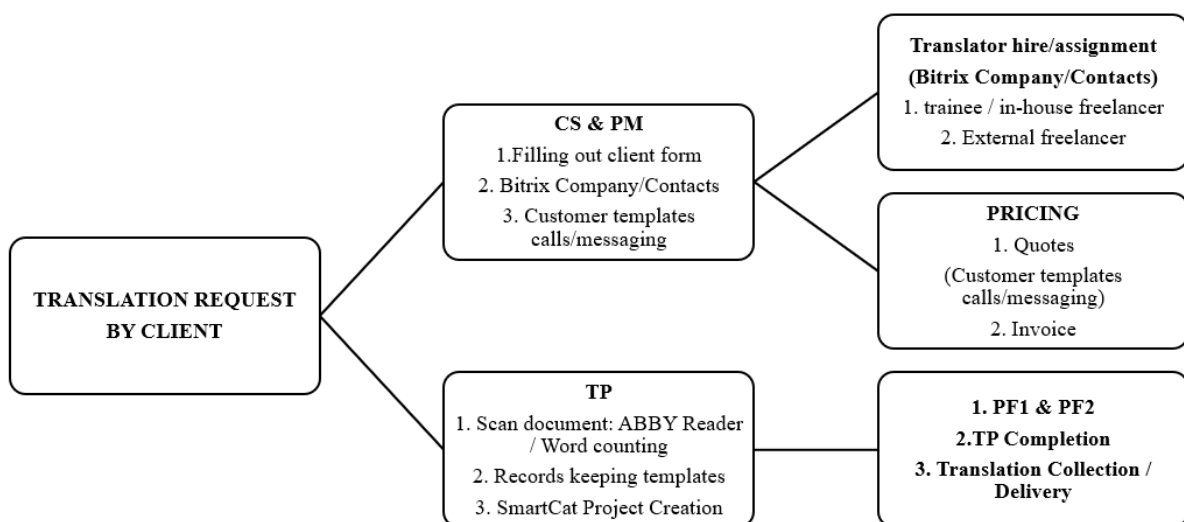 TRANSLATION REQUEST
BY CLIENT
CS & PM
1.Filling out client form
2. Bitrix Company/Contacts
3. Customer templates
calls/messaging
TP
1. Scan document: ABBY Reader
/ Word counting
2. Records keeping templates
3. SmartCat Project Creation
Translator hire/assignment
(Bitrix Company/Contacts)
1. trainee / in-house freelancer
2. External freelancer
PRICING
1. Quotes
(Customer templates
calls/messaging)
2. Invoice
1. PF1 & PF2
2.TP Completion
3. Translation Collection /
Delivery